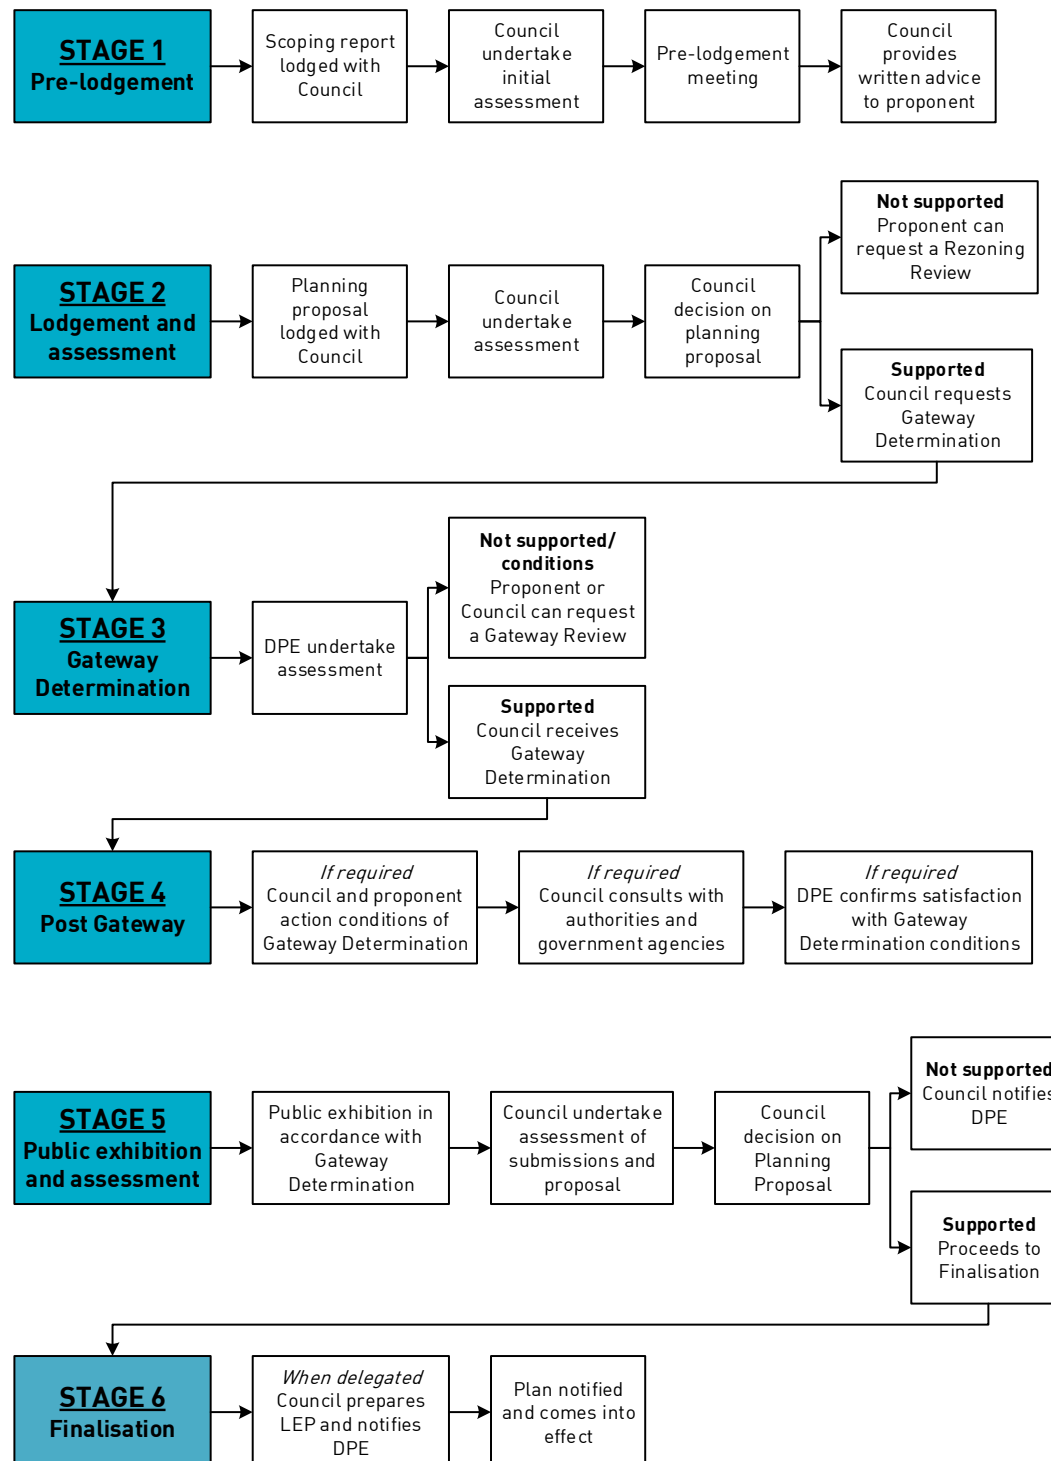 STAGE 1
Pre-lodgement
Scoping report
lodged with
Council
Council
undertake
initial
assessment
Pre-lodgement
meeting
Council
provides
written advice
to proponent
STAGE 2
Lodgement and
assessment
Planning
proposal
lodged with
Council
Council
undertake
assessment
Council
decision on
planning
proposal
Not supported
Proponent can
request a Rezoning
Review
Supported
Council requests
Gateway
Determination
STAGE 3
Gateway
Determination
DPE undertake
assessment
Not supported/
conditions
Proponent or
Council can request
a Gateway Review
Supported
Council receives
Gateway
Determination
STAGE 4
Post Gateway
If required
Council and proponent
action conditions of
Gateway Determination
If required
Council consults with
authorities and
government agencies
If required
DPE confirms satisfaction
with Gateway
Determination conditions
STAGE 5
Public exhibition
and assessment
Public exhibition in
accordance with
Gateway
Determination
Council undertake
assessment of
submissions and
proposal
Council
decision on
Planning
Proposal
Not supported
Council notifies
DPE
Supported
Proceeds to
Finalisation
STAGE 6
Finalisation
When delegated
Council prepares
LEP and notifies
DPE
Plan notified
and comes into
effect